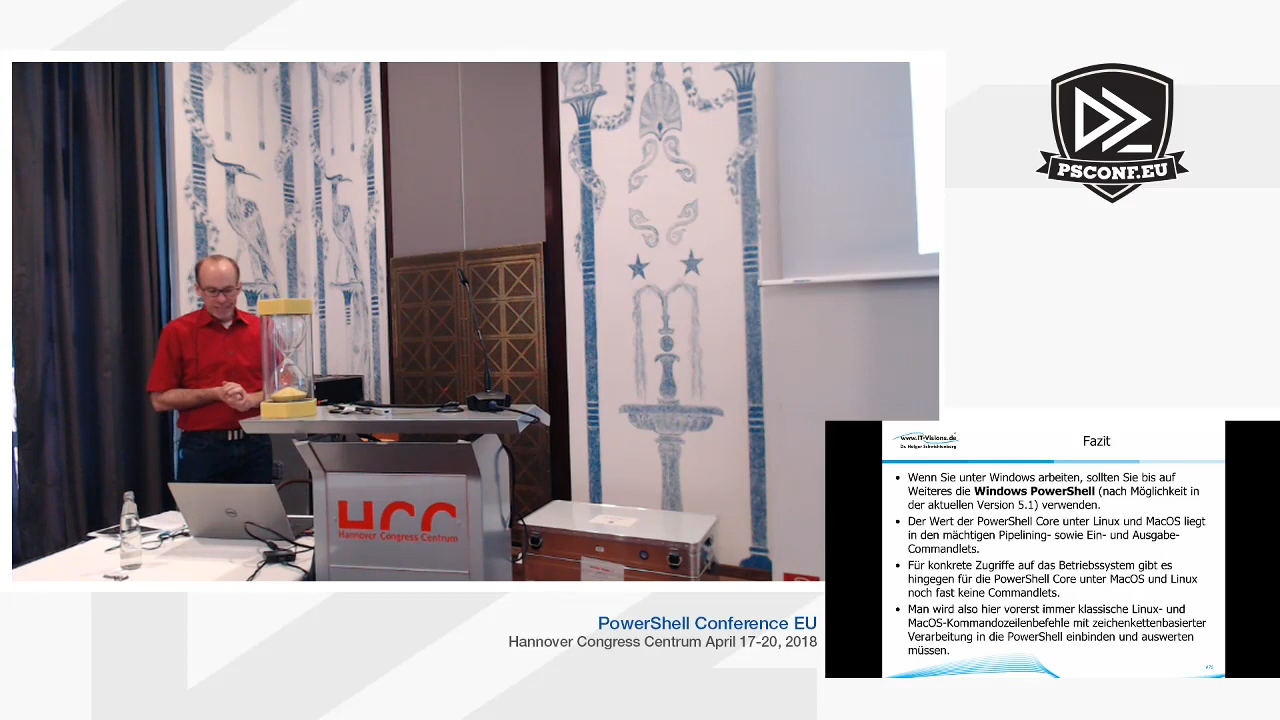 PSCONF.EU
HCC
Hannover Congress Centrum
DELL
PowerShell Conference EU
Hannover Congress Centrum April 17-20, 2018
www.IT-Visions.de
Dr. Holger Schwichtenberg
Fazit
• Wenn Sie unter Windows arbeiten, sollten Sie bis auf
Weiteres die Windows PowerShell (nach Möglichkeit in
der aktuellen Version 5.1) verwenden.
• Der Wert der PowerShell Core unter Linux und MacOS liegt
in den mächtigen Pipelining- sowie Ein- und Ausgabe-
Commandlets.
• Für konkrete Zugriffe auf das Betriebssystem gibt es
hingegen für die PowerShell Core unter MacOS und Linux
noch fast keine Commandlets.
• Man wird also hier vorerst immer klassische Linux- und
MacOS-Kommandozeilenbefehle mit zeichenkettenbasierter
Verarbeitung in die PowerShell einbinden und auswerten
müssen.